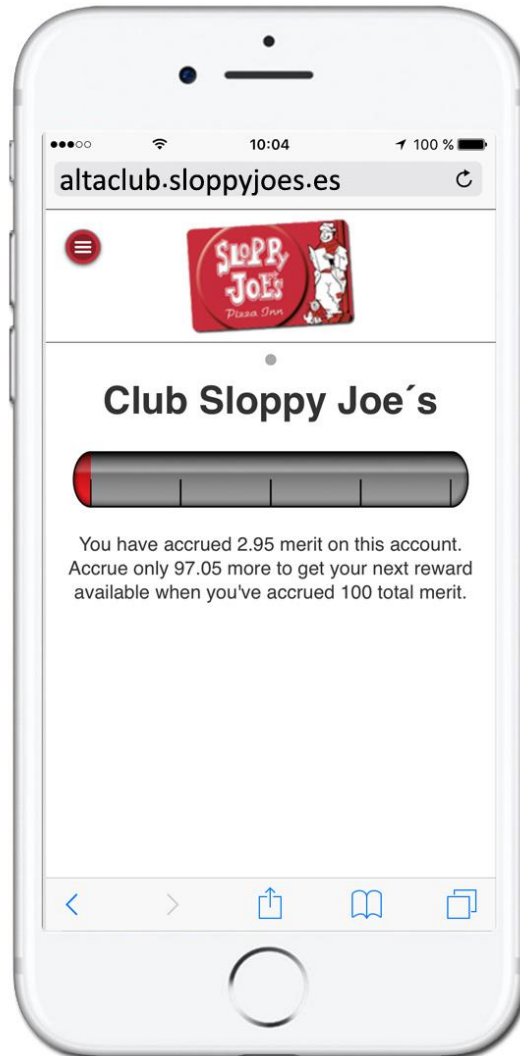 10:04
100 %
altaclub.sloppyjoes.es
SLOPPY
JOE'S
Pizza Inn
Club Sloppy Joe´s
You have accrued 2.95 merit on this account.
Accrue only 97.05 more to get your next reward
available when you've accrued 100 total merit.